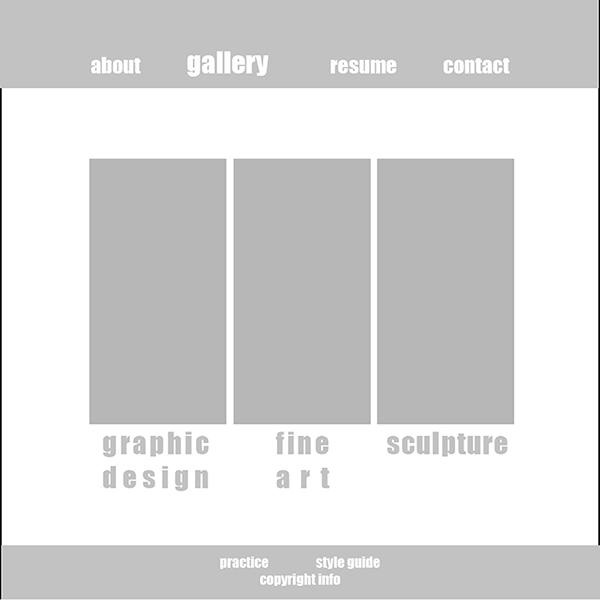 about gallery resume contact
graphic fine sculpture
design art
practice style guide
copyright info